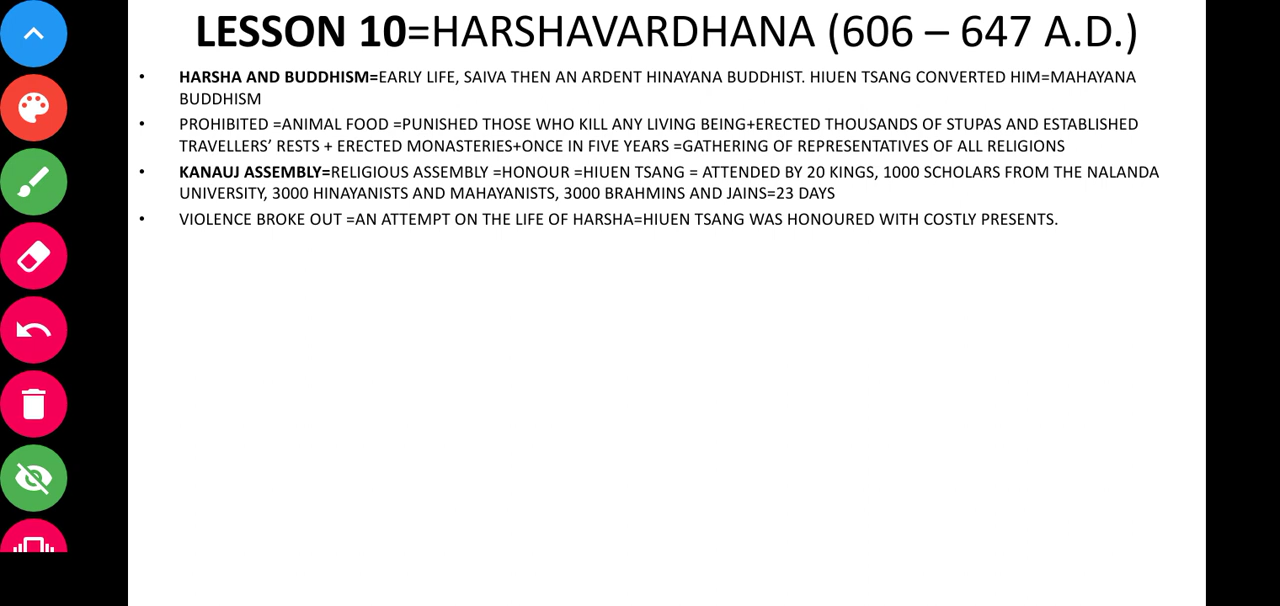 LESSON 10=HARSHAVARDHANA (606 – 647 A.D.)
• HARSHA AND BUDDHISM=EARLY LIFE, SAIVA THEN AN ARDENT HINAYANA BUDDHIST. HIUEN TSANG CONVERTED HIM=MAHAYANA
BUDDHISM
• PROHIBITED =ANIMAL FOOD =PUNISHED THOSE WHO KILL ANY LIVING BEING+ERECTED THOUSANDS OF STUPAS AND ESTABLISHED
TRAVELLERS’ RESTS + ERECTED MONASTERIES+ONCE IN FIVE YEARS =GATHERING OF REPRESENTATIVES OF ALL RELIGIONS
• KANAUJ ASSEMBLY=RELIGIOUS ASSEMBLY =HONOUR =HIUEN TSANG = ATTENDED BY 20 KINGS, 1000 SCHOLARS FROM THE NALANDA
UNIVERSITY, 3000 HINAYANISTS AND MAHAYANISTS, 3000 BRAHMINS AND JAINS=23 DAYS
• VIOLENCE BROKE OUT =AN ATTEMPT ON THE LIFE OF HARSHA=HIUEN TSANG WAS HONOURED WITH COSTLY PRESENTS.